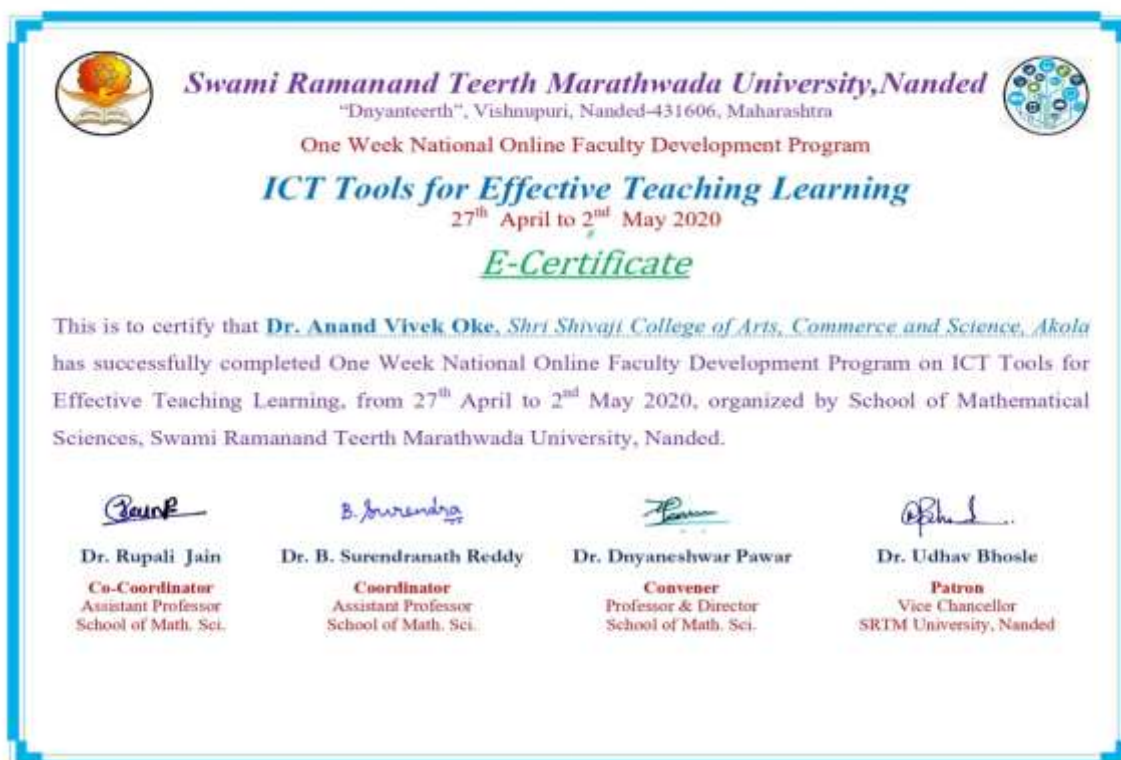 Swami Ramanand Teerth Marathwada University,Nanded
“Dnyanteerth”, Vishnupuri, Nanded-431606, Maharashtra
One Week National Online Faculty Development Program
ICT Tools for Effective Teaching Learning
27th April to 2nd May 2020
E-Certificate
This is to certify that Dr. Anand Vivek Oke, Shri Shivaji College of Arts, Commerce and Science, Akola
has successfully completed One Week National Online Faculty Development Program on ICT Tools for
Effective Teaching Learning, from 27th April to 2nd May 2020, organized by School of Mathematical
Sciences, Swami Ramanand Teerth Marathwada University, Nanded.
B. Surendra
Dr. Rupali Jain
Co-Coordinator
Assistant Professor
School of Math. Sci.
Dr. B. Surendranath Reddy
Coordinator
Assistant Professor
School of Math. Sci.
Dr. Dnyaneshwar Pawar
Convener
Professor & Director
School of Math. Sci.
Dr. Udhav Bhosle
Patron
Vice Chancellor
SRTM University, Nanded